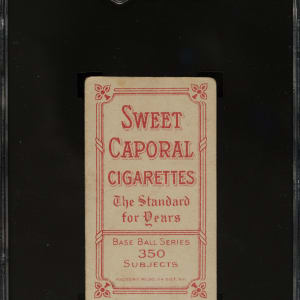 SWEET
CAPORAL
CIGARETTES
The Standard
for Years
BASE BALL SERIES
350
SUBJECTS